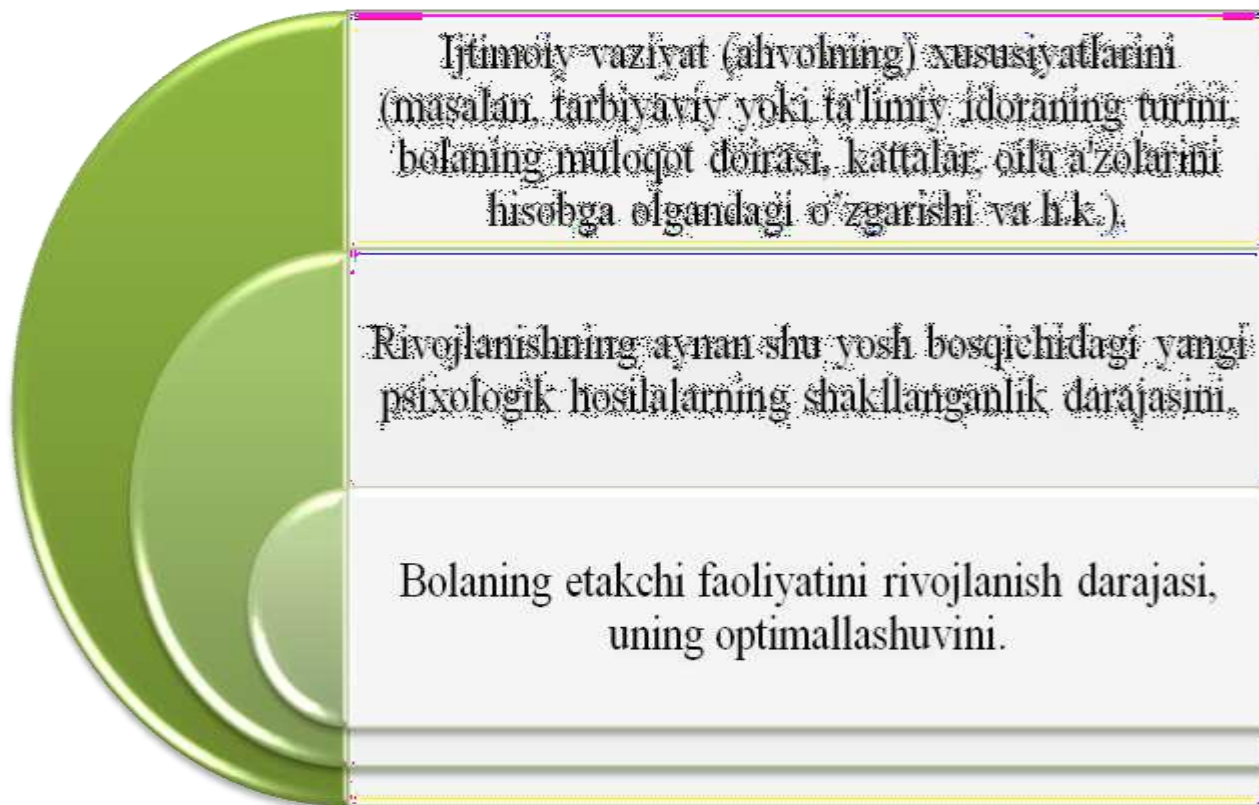 Ijtimoiy vaziyat (ahvolning) xususiyatlarini
(masalan, tarbiyaviy yoki ta'limiy idoraning turini,
bolaning muloqot doirasi, kattalar, oila a'zolarini
hisobga olgandagi o'zgarishi va h.k.).
Rivojlanishning aynan shu yosh bosqichidagi yangi
psixologik hosilalarning shakllanganlik darajasini.
Bolaning etakchi faoliyatini rivojlanish darajasi,
uning optimallashuvini.